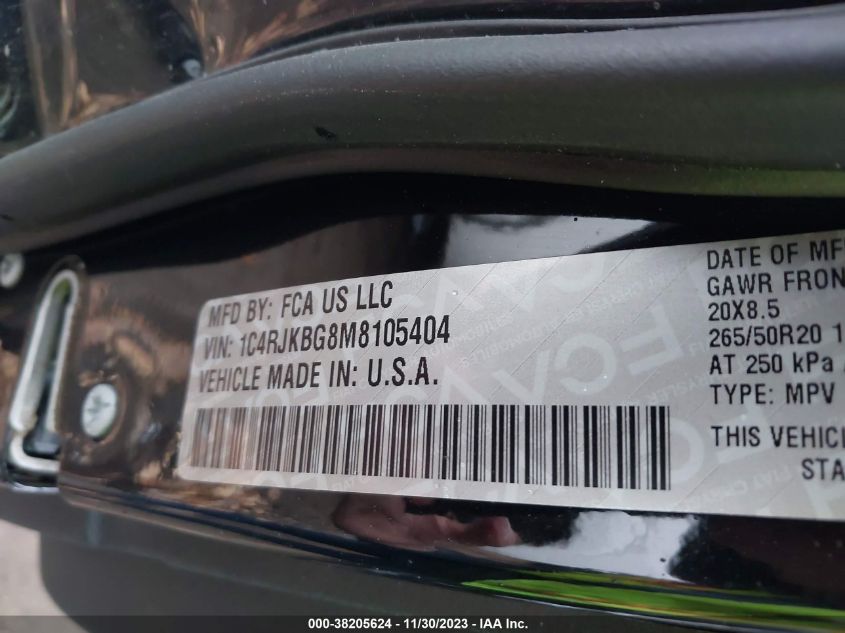 MFD BY: FCA US LLC
VIN: 1C4RJKBG8M8105404
VEHICLE MADE IN: U.S.A.
DATE OF MF
GAWR FRON
20X8.5
265/50R20 1
AT 250 kPa
TYPE: MPV
THIS VEHICL
STA
000-38205624 - 11/30/2023 - IAA Inc.